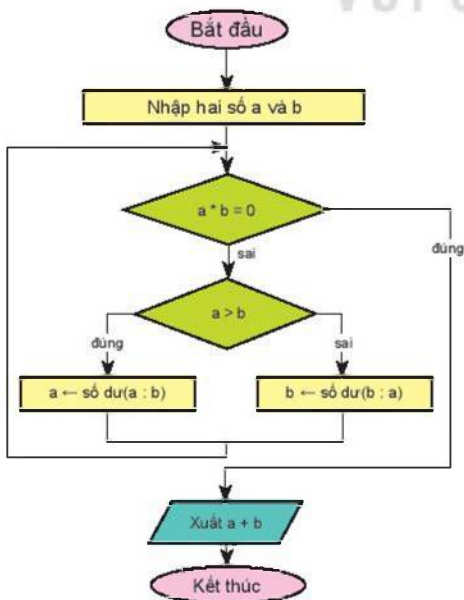 Bắt đầu
Nhập hai số a và b
a * b = 0
đúng
sai
a > b
đúng
sai
a ← số dư(a : b)
b ← số dư(b : a)
Xuất a + b
Kết thúc